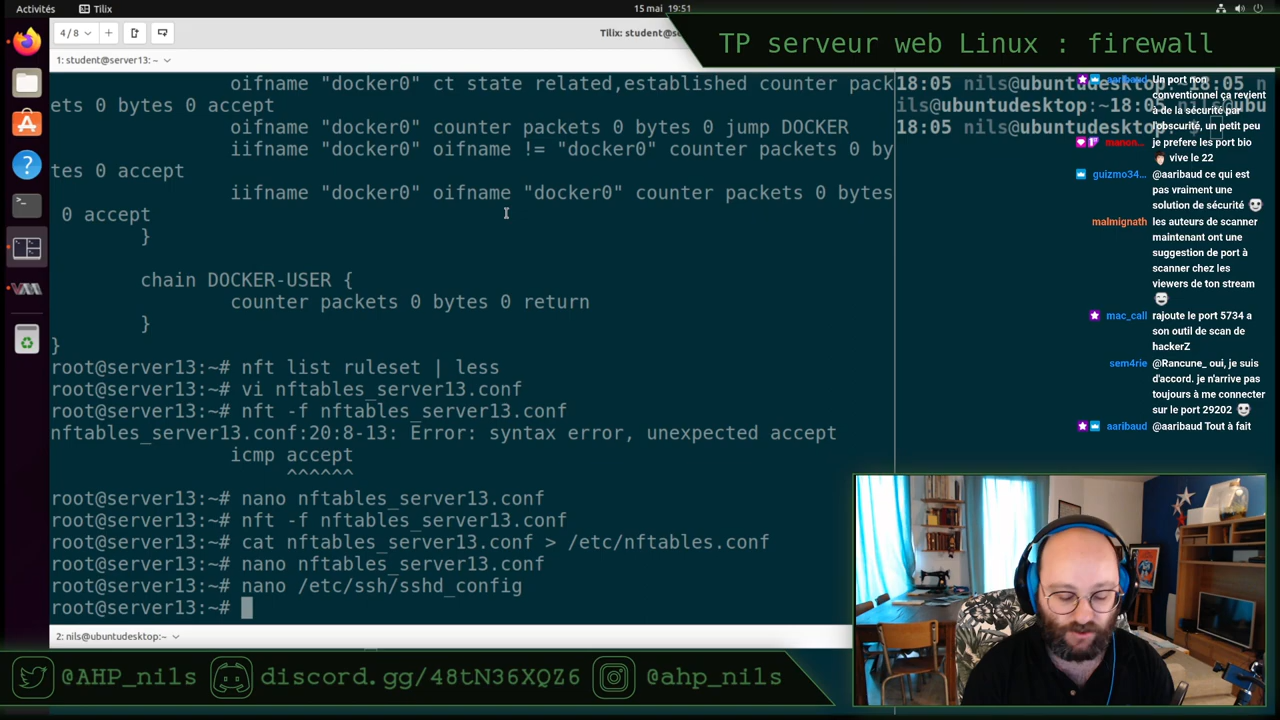 Activités
Tilix
15 mai 19:51
4/8
Tilix: student@se
TP serveur web Linux : firewall
1: student@server13: ~
oifname "docker0" ct state related,established counter pack
ets 0 bytes 0 accept
oifname "docker0" counter packets 0 bytes 0 jump DOCKER
iifname "docker0" oifname != "docker0" counter packets 0 by
tes 0 accept
iifname "docker0" oifname "docker0" counter packets 0 bytes
0 accept
}
chain DOCKER-USER {
counter packets 0 bytes 0 return
}
}
root@server13:~# nft list ruleset | less
root@server13:~# vi nftables_server13.conf
root@server13:~# nft -f nftables_server13.conf
nftables_server13.conf:20:8-13: Error: syntax error, unexpected accept
icmp accept
^^^^^^
root@server13:~# nano nftables_server13.conf
root@server13:~# nft -f nftables_server13.conf
root@server13:~# cat nftables_server13.conf > /etc/nftables.conf
root@server13:~# nano nftables_server13.conf
root@server13:~# nano /etc/ssh/sshd_config
root@server13:~#
2: nils@ubuntudesktop:~
18:05 nils@ubuntudesktop:~18:05 n
ils@ubuntudesktop:~18:05 nils@ubu
18:05 nils@ubuntudesktop:
aaribaud Un port non
conventionnel ça revient
à de la sécurité par
l'obscurité, un petit peu
manon... je prefere les port bio
vive le 22
guizmo34... @aaribaud ce qui est
pas vraiment une
solution de sécurité
malmignath les auteurs de scanner
maintenant ont une
suggestion de port à
scanner chez les
viewers de ton stream
mac_call rajoute le port 5734 a
son outil de scan de
hackerZ
sem4rie @Rancune_ oui, je suis
d'accord. je n'arrive pas
toujours à me connecter
sur le port 29202
aaribaud @aaribaud Tout à fait
@AHP_nils
discord.gg/48tN36XQZ6
@ahp_nils